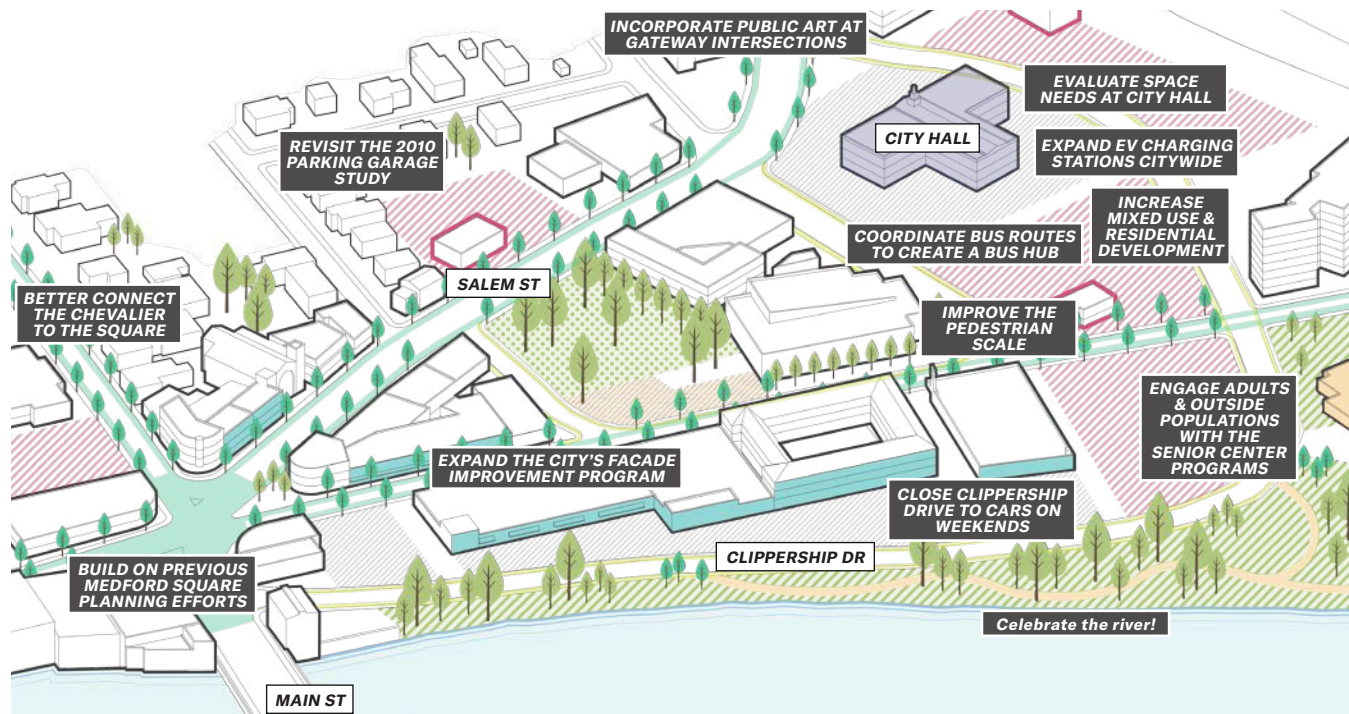 INCORPORATE PUBLIC ART AT
GATEWAY INTERSECTIONS
EVALUATE SPACE
NEEDS AT CITY HALL
CITY HALL
REVISIT THE 2010
PARKING GARAGE
STUDY
EXPAND EV CHARGING
STATIONS CITYWIDE
INCREASE
MIXED USE &
RESIDENTIAL
DEVELOPMENT
COORDINATE BUS ROUTES
TO CREATE A BUS HUB
SALEM ST
BETTER CONNECT
THE CHEVALIER
TO THE SQUARE
IMPROVE THE
PEDESTRIAN
SCALE
ENGAGE ADULTS
& OUTSIDE
POPULATIONS
WITH THE
SENIOR CENTER
PROGRAMS
EXPAND THE CITY'S FACADE
IMPROVEMENT PROGRAM
CLOSE CLIPPERSHIP
DRIVE TO CARS ON
WEEKENDS
CLIPPERSHIP DR
BUILD ON PREVIOUS
MEDFORD SQUARE
PLANNING EFFORTS
Celebrate the river!
MAIN ST